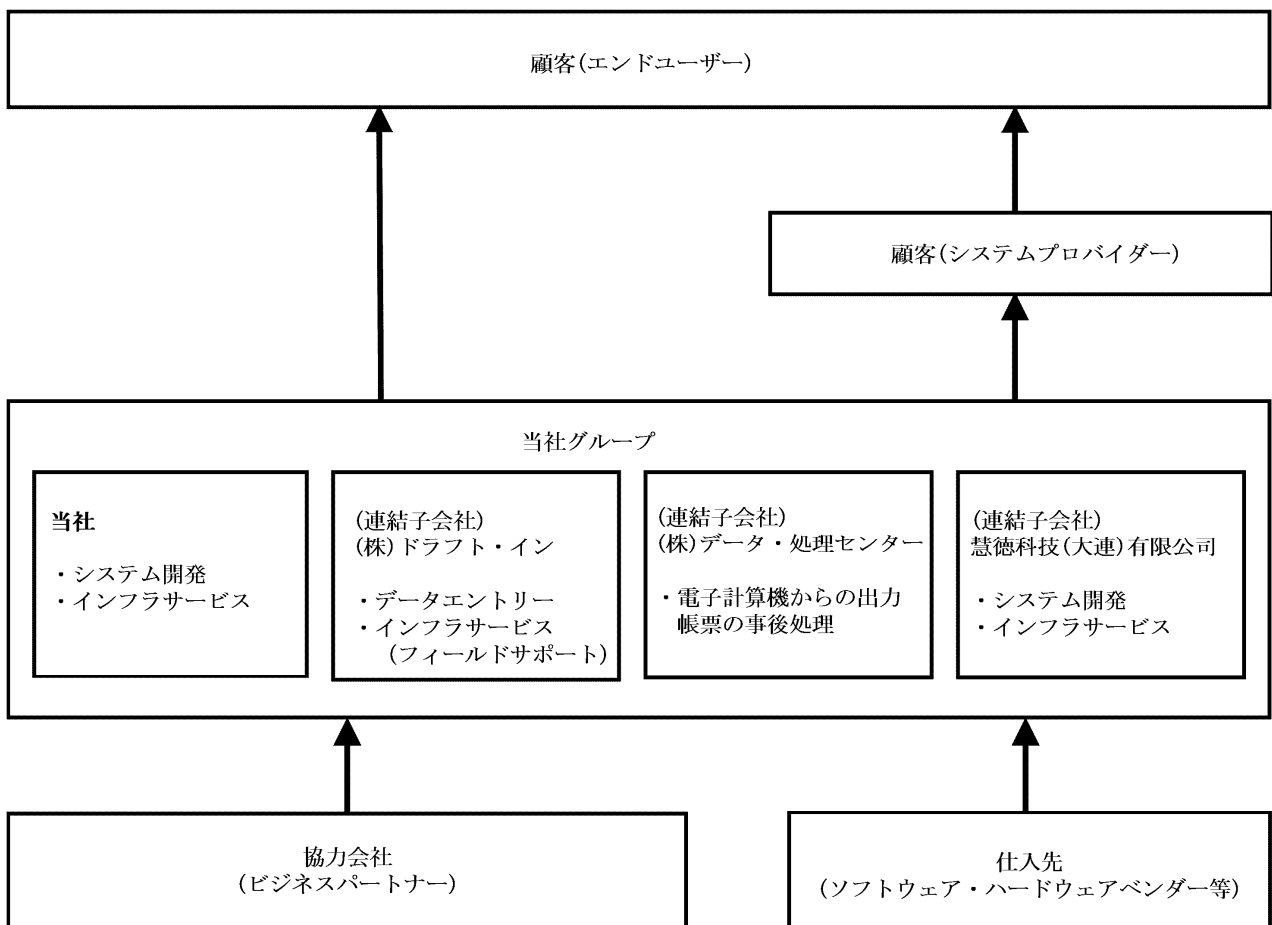 顧客(エンドユーザー)
顧客(システムプロバイダー)
当社グループ
当社
・システム開発
・インフラサービス
(連結子会社)
(株)ドラフト・イン
・データエントリー
・インフラサービス
(フィールドサポート)
(連結子会社)
(株)データ・処理センター
・電子計算機からの出力
帳票の事後処理
(連結子会社)
慧徳科技(大連)有限公司
・システム開発
・インフラサービス
協力会社
(ビジネスパートナー)
仕入先
(ソフトウェア・ハードウェアベンダー等)